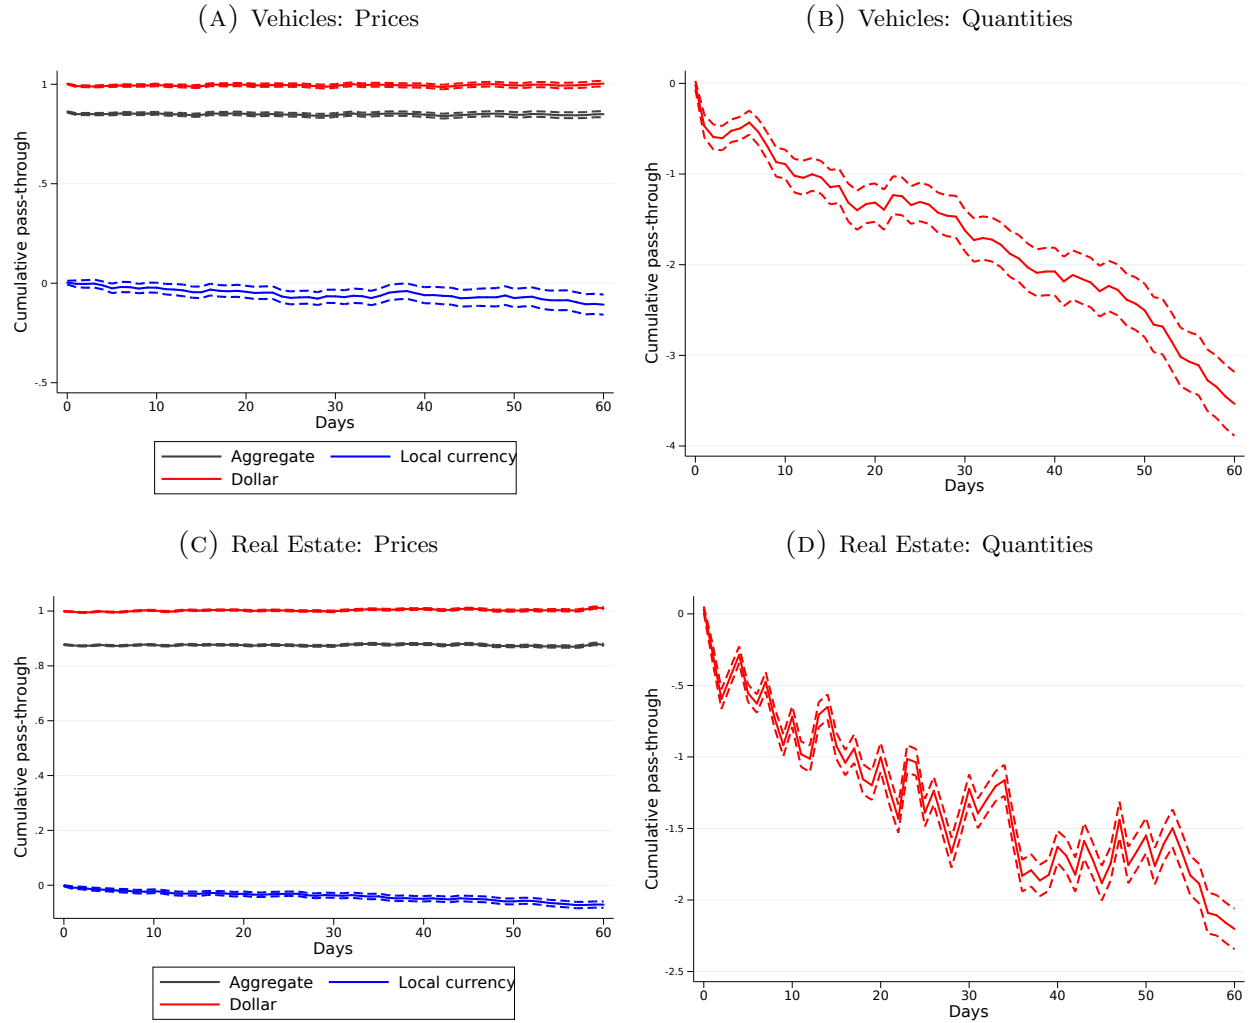 (A) Vehicles: Prices
Cumulative pass-through
1
.5
0
-.5
0 10 20 30 40 50 60
Days
Aggregate Local currency
Dollar
(B) Vehicles: Quantities
Cumulative pass-through
0
-1
-2
-3
-4
0 10 20 30 40 50 60
Days
(C) Real Estate: Prices
Cumulative pass-through
1
.8
.6
.4
.2
0
0 10 20 30 40 50 60
Days
Aggregate Local currency
Dollar
(D) Real Estate: Quantities
Cumulative pass-through
0
-.5
-1
-1.5
-2
-2.5
0 10 20 30 40 50 60
Days